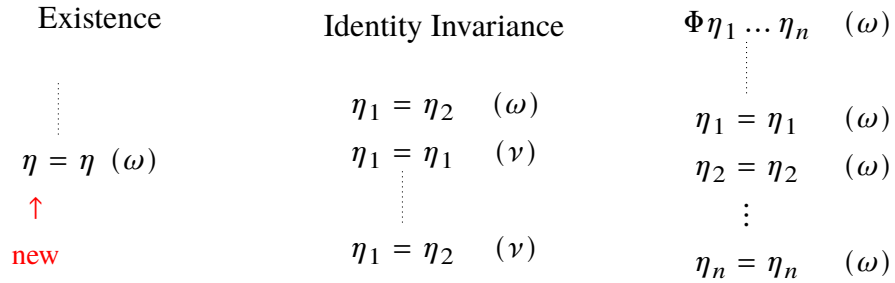 Existence
η = η (ω)
↑
new
Identity Invariance
η₁ = η₂ (ω)
η₁ = η₁ (ν)
η₁ = η₂ (ν)
Φη₁ … ηₙ (ω)
η₁ = η₁ (ω)
η₂ = η₂ (ω)
⋮
ηₙ = ηₙ (ω)